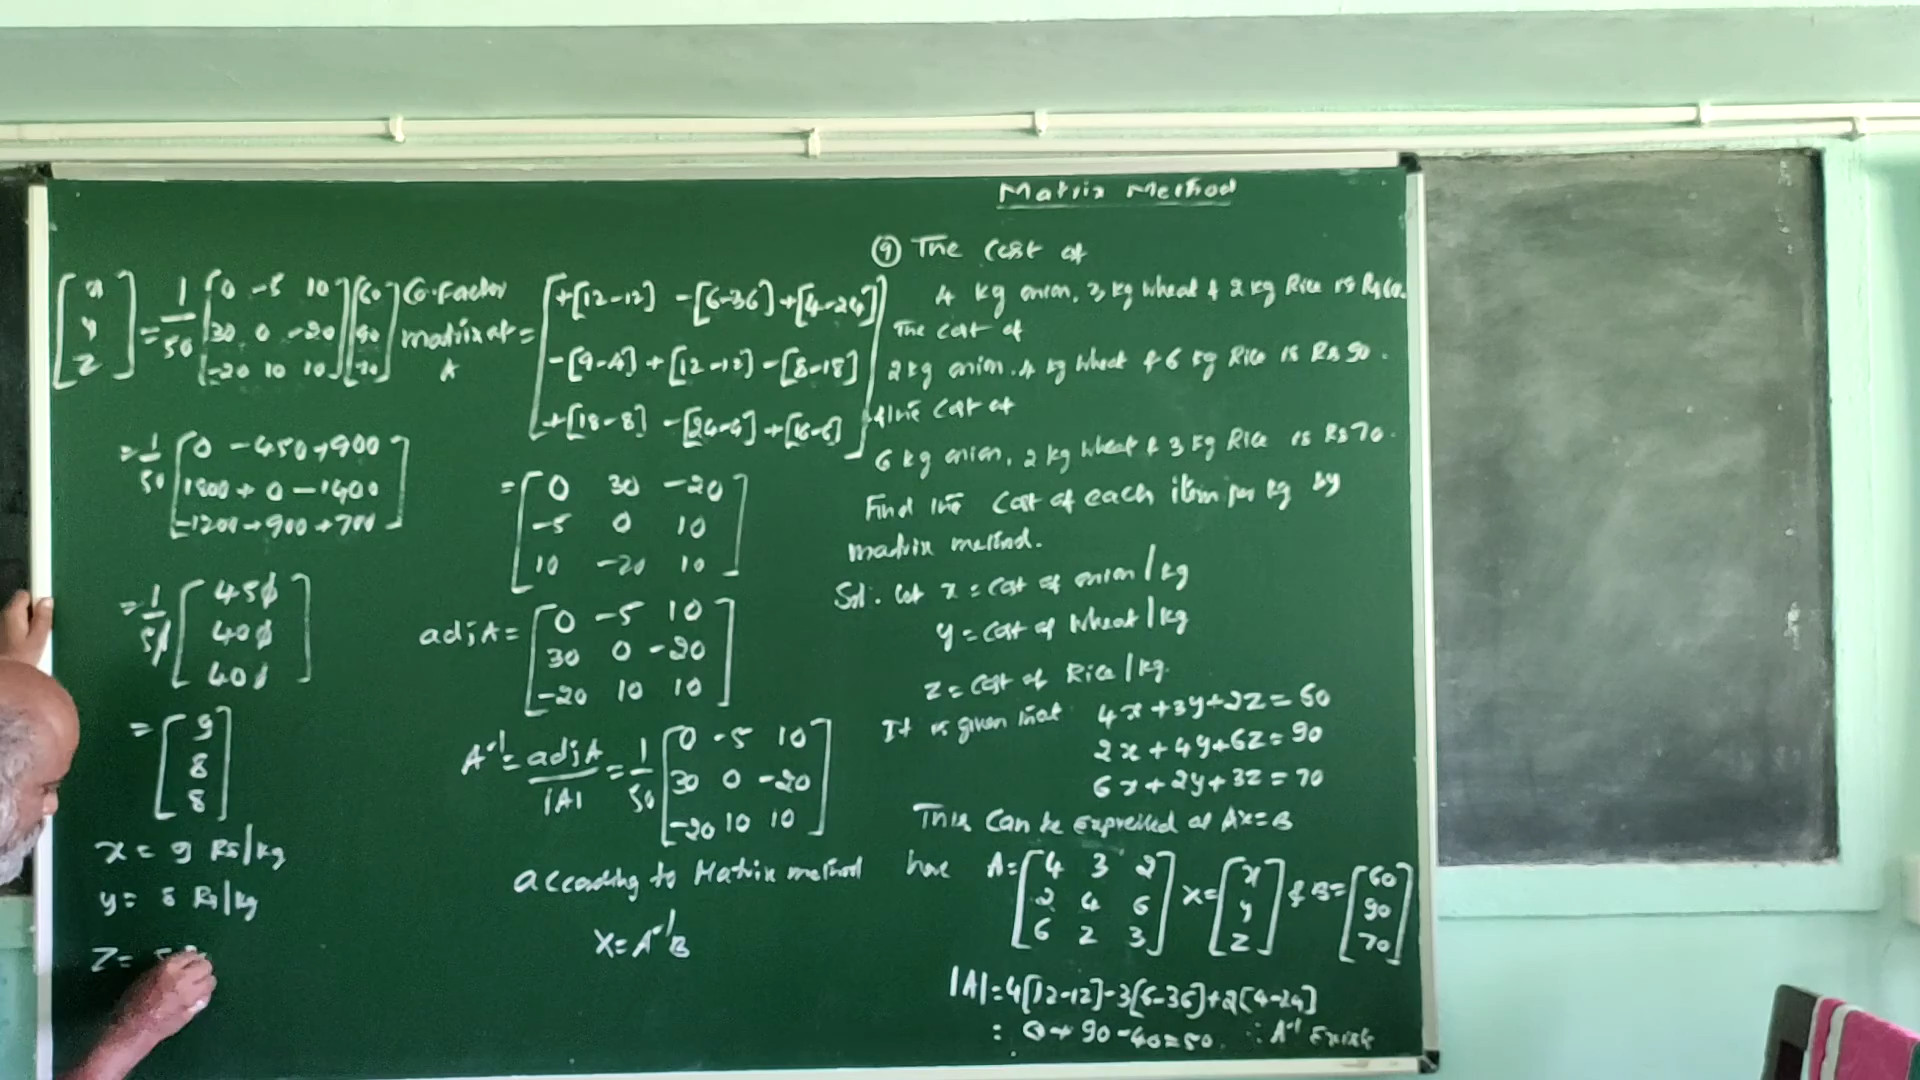 Matrix Method
⑨ The Cost of
4 kg onion, 3 kg wheat & 2 kg Rice is Rs 60.
The cost of
2 kg onion. 4 kg wheat & 6 kg Rice is Rs 90.
& The Cost of
6 kg onion, 2 kg wheat & 3 kg Rice is Rs 70.
Find the cost of each item per kg by
matrix method.
Sol: Let x = cost of onion/kg
y = cost of wheat/kg
z = cost of Rice/kg.
It is given that 4x+3y+2z=60
2x+4y+6z=90
6x+2y+3z=70
This can be expressed as AX=B
here A=[4 3 2 X=[x & B=[60
2 4 6 y 90
6 2 3] z] 70]
|A|=4[12-12]-3[6-36]+2[4-24]
= 0+90-40=50. ∴ A⁻¹ Exists
Co-factor
matrix of =
A
[+[12-12] -[6-36] +[4-24]
-[9-4] +[12-12] -[8-18]
+[18-8] -[24-4] +[16-6]]
=[0 30 -20
-5 0 10
10 -20 10]
adjA=[0 -5 10
30 0 -20
-20 10 10]
A⁻¹=adjA/|A| =1/50 [0 -5 10
30 0 -20
-20 10 10]
according to Matrix method
X=A⁻¹B
[x [0 -5 10 [60
y =1/50 30 0 -20 90
z] -20 10 10] 70]
=1/50 [0 -450+900
1800+0-1400
-1200+900+700]
=1/50 [450
400
400]
=[9
8
8]
x= 9 Rs/kg
y= 8 Rs/kg
z=